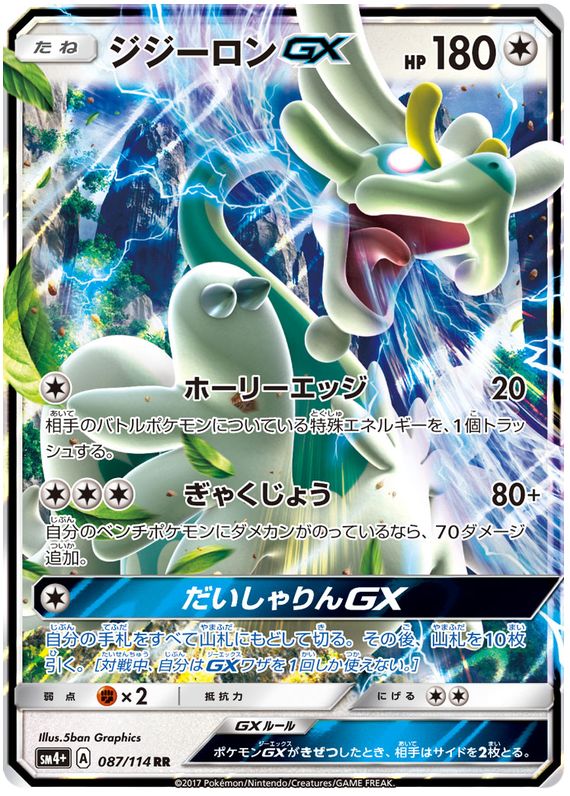 たね ジジーロンGX HP 180
ホーリーエッジ 20
相手のバトルポケモンについている特殊エネルギーを、1個トラッ
シュする。
ぎゃくじょう 80+
自分のベンチポケモンにダメカンがのっているなら、70ダメージ
追加。
だいしゃりんGX
自分の手札をすべて山札にもどして切る。その後、山札を10枚
引く。[対戦中、自分はGXワザを1回しか使えない。]
弱点 ×2 抵抗力 にげる
Illus.5ban Graphics
GXルール
ポケモンGXがきぜつしたとき、相手はサイドを2枚とる。
SM4+ A 087/114 RR
©2017 Pokémon/Nintendo/Creatures/GAME FREAK.